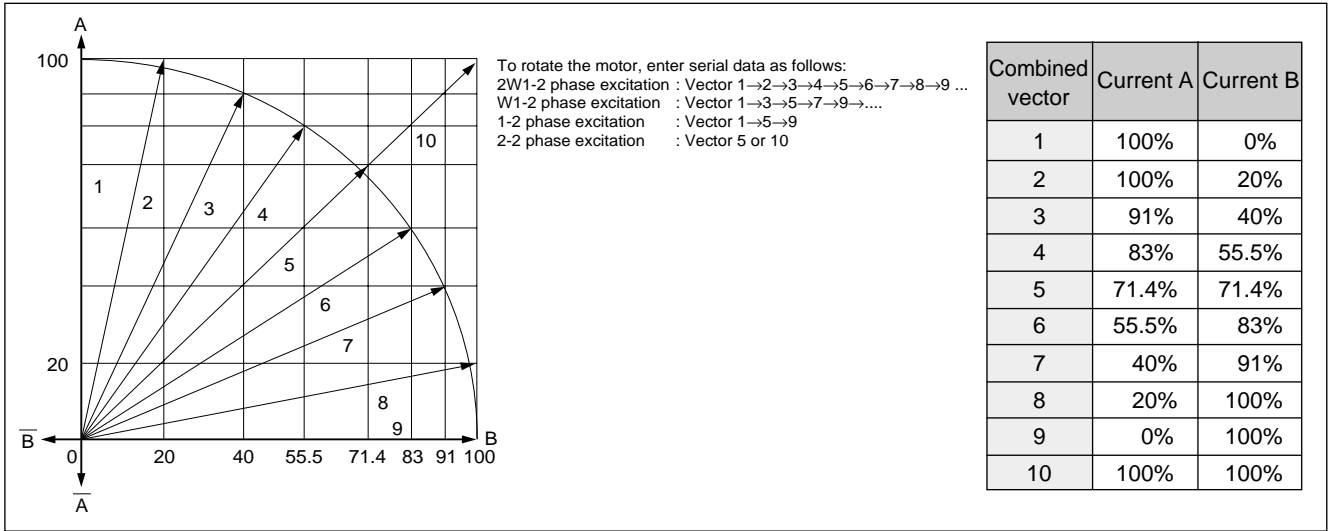 A
100
20
B̅
0
20
40
55.5
71.4
83
91
100
B
A̅
1
2
3
4
5
6
7
8
9
10
To rotate the motor, enter serial data as follows:
2W1-2 phase excitation : Vector 1→2→3→4→5→6→7→8→9 ...
W1-2 phase excitation : Vector 1→3→5→7→9→....
1-2 phase excitation : Vector 1→5→9
2-2 phase excitation : Vector 5 or 10
Combined vector Current A Current B
1 100% 0%
2 100% 20%
3 91% 40%
4 83% 55.5%
5 71.4% 71.4%
6 55.5% 83%
7 40% 91%
8 20% 100%
9 0% 100%
10 100% 100%